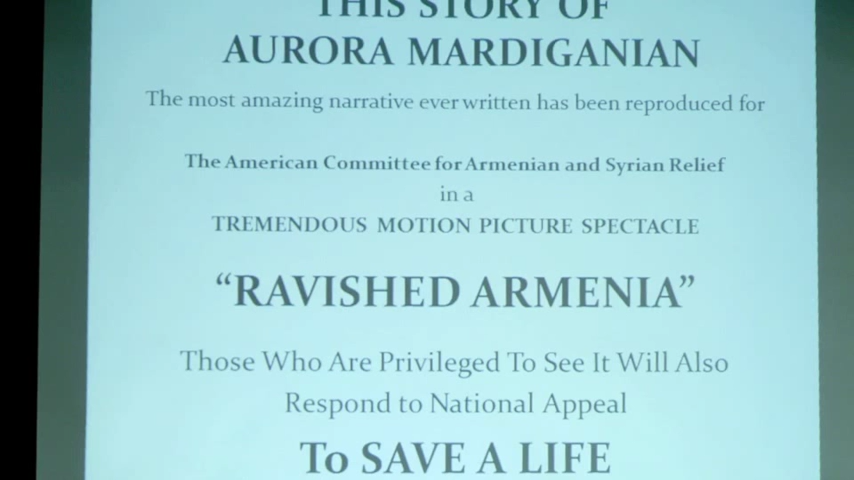 THIS STORY OF
AURORA MARDIGANIAN
The most amazing narrative ever written has been reproduced for
The American Committee for Armenian and Syrian Relief
in a
TREMENDOUS MOTION PICTURE SPECTACLE
“RAVISHED ARMENIA”
Those Who Are Privileged To See It Will Also
Respond to National Appeal
To SAVE A LIFE